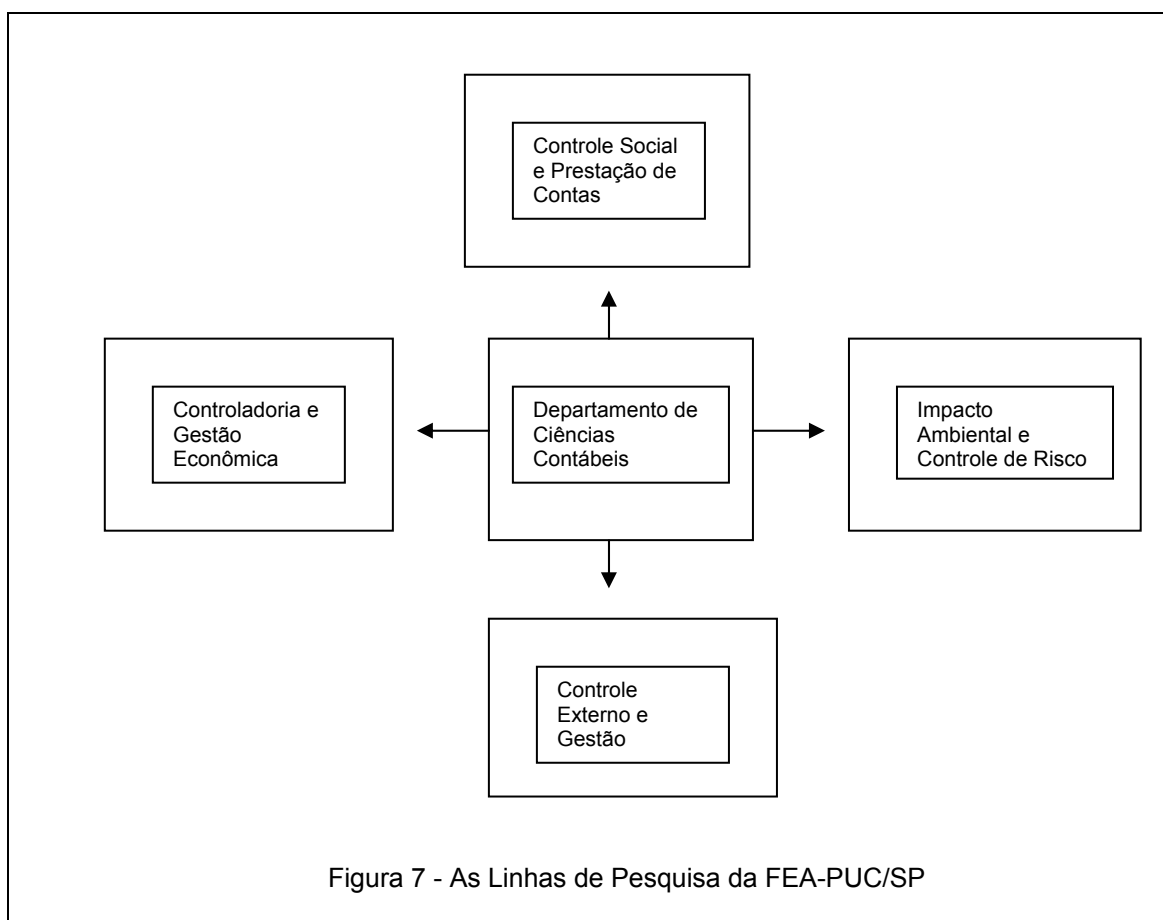 Controle Social
e Prestação de
Contas
Controladoria e
Gestão
Econômica
Departamento de
Ciências
Contábeis
Impacto
Ambiental e
Controle de Risco
Controle
Externo e
Gestão
Figura 7 - As Linhas de Pesquisa da FEA-PUC/SP